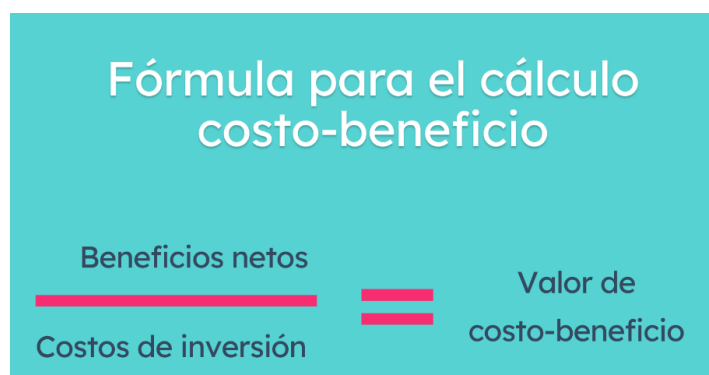 Fórmula para el cálculo
costo-beneficio
Beneficios netos
Costos de inversión
=
Valor de
costo-beneficio